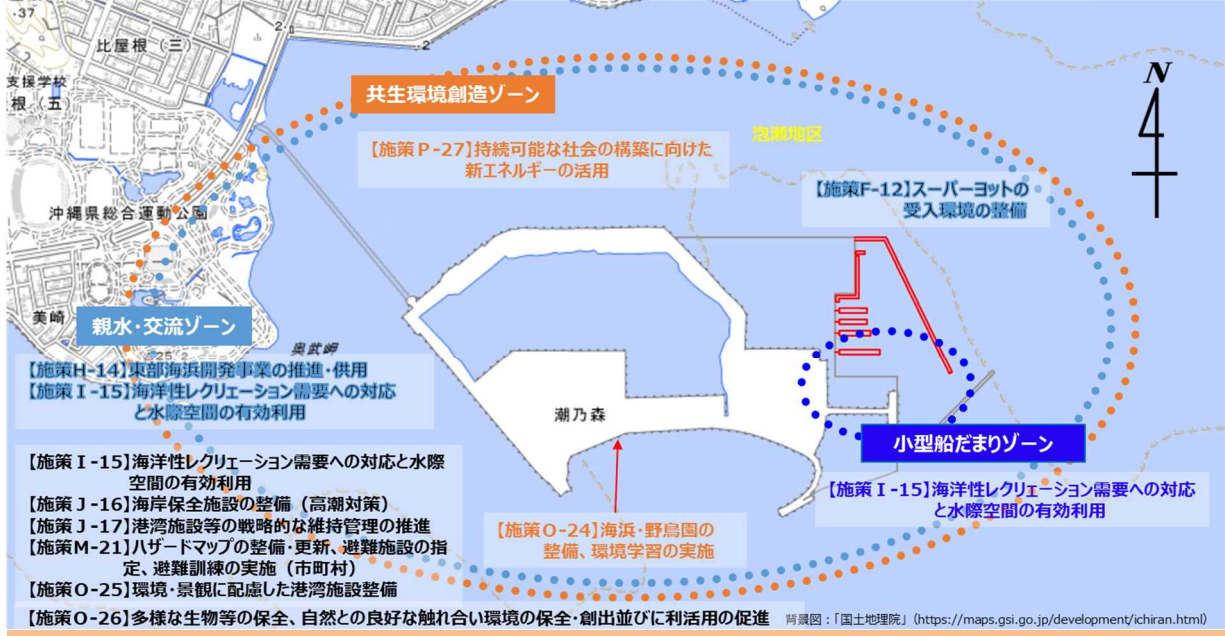 -37
比屋根（三）
2
-2
支援学校
根（五）
共生環境創造ゾーン
泡瀬地区
N
【施策Ｐ-27】持続可能な社会の構築に向けた
新エネルギーの活用
【施策F-12】スーパーヨットの
受入環境の整備
沖縄県総合運動公園
美崎
親水・交流ゾーン
奥武岬
【施策H-14】東部海浜開発事業の推進・供用
【施策Ｉ-15】海洋性レクリェーション需要への対応
と水際空間の有効利用
潮乃森
小型船だまりゾーン
【施策Ｉ-15】海洋性レクリェーション需要への対応
と水際空間の有効利用
【施策Ｉ-15】海洋性レクリェーション需要への対応と水際
空間の有効利用
【施策Ｊ-16】海岸保全施設の整備（高潮対策）
【施策Ｊ-17】港湾施設等の戦略的な維持管理の推進
【施策M-21】ハザードマップの整備・更新、避難施設の指
定、避難訓練の実施（市町村）
【施策O-25】環境・景観に配慮した港湾施設整備
【施策O-26】多様な生物等の保全、自然との良好な触れ合い環境の保全・創出並びに利活用の促進
【施策O-24】海浜・野鳥園の
整備、環境学習の実施
背景図：「国土地理院」（https://maps.gsi.go.jp/development/ichiran.html）